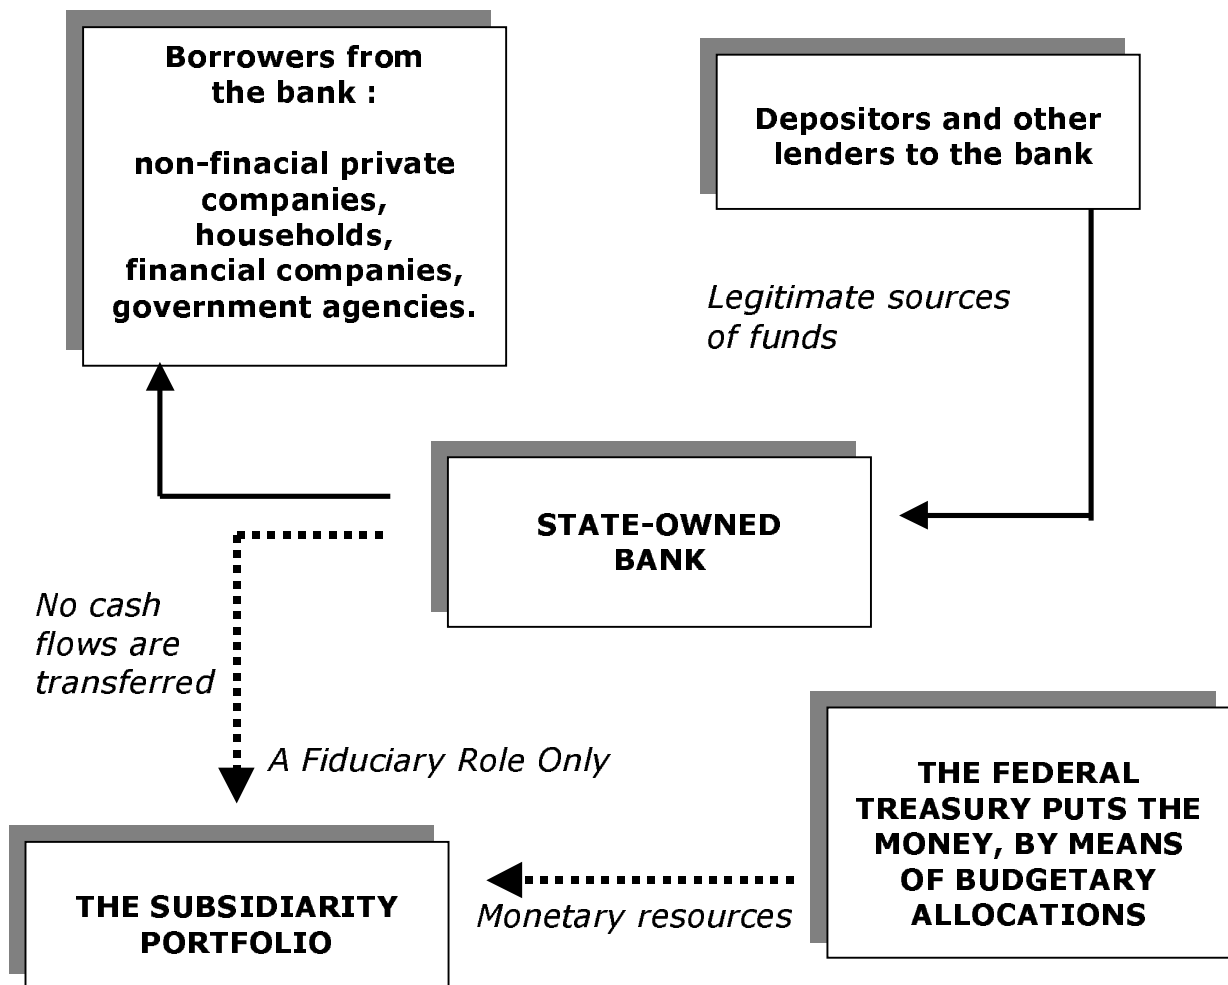 Borrowers from
the bank :
non-finacial private
companies,
households,
financial companies,
government agencies.
Depositors and other
lenders to the bank
Legitimate sources
of funds
STATE-OWNED
BANK
No cash
flows are
transferred
A Fiduciary Role Only
THE FEDERAL
TREASURY PUTS THE
MONEY, BY MEANS
OF BUDGETARY
ALLOCATIONS
THE SUBSIDIARITY
PORTFOLIO
Monetary resources